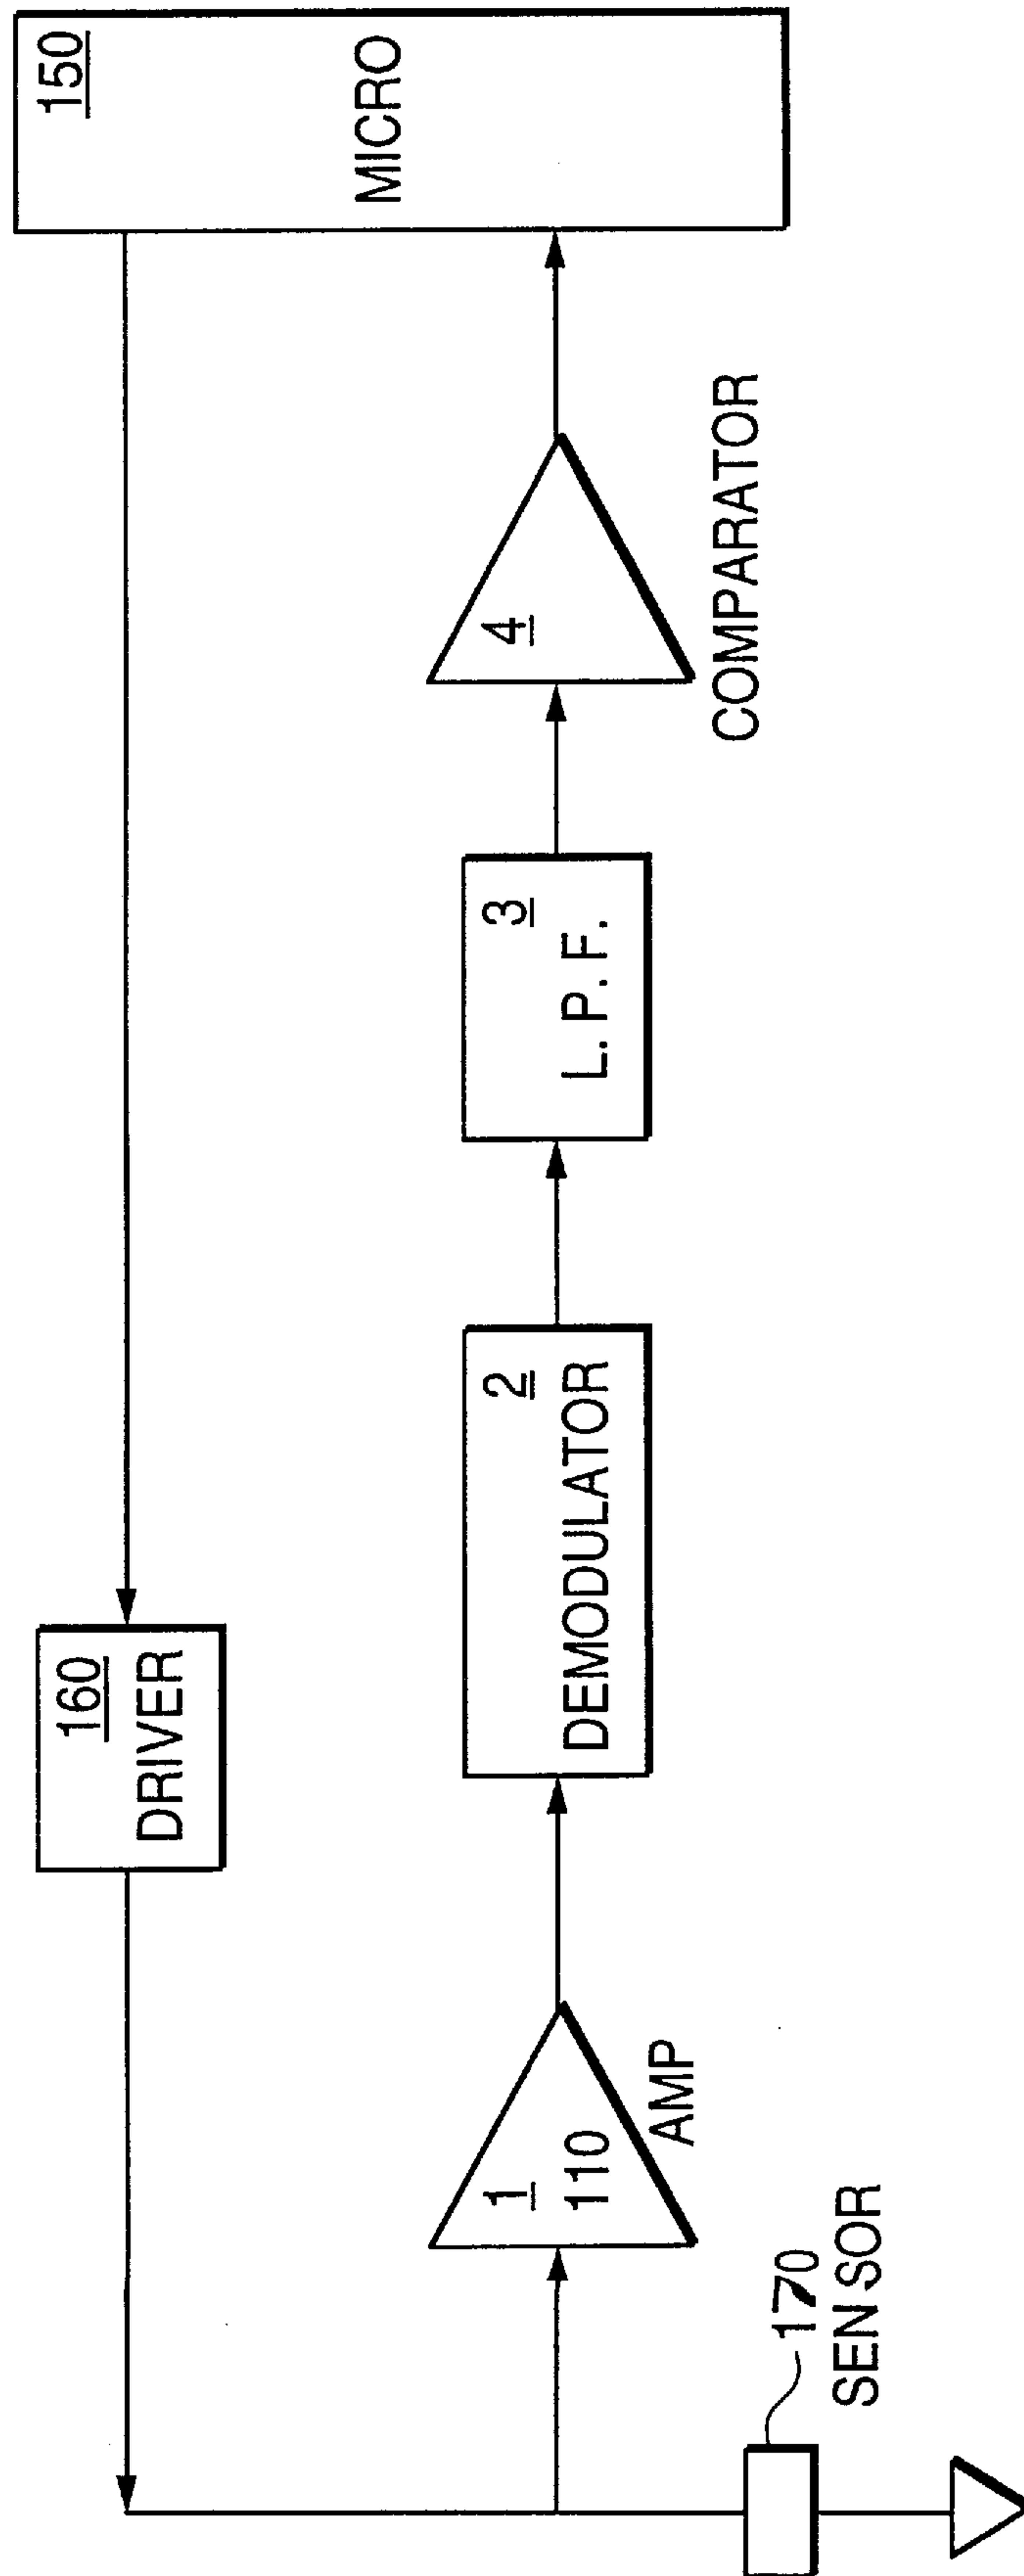 160
DRIVER
150
MICRO
1
110
AMP
2
DEMODULATOR
3
L. P. F.
4
COMPARATOR
170
SENSOR